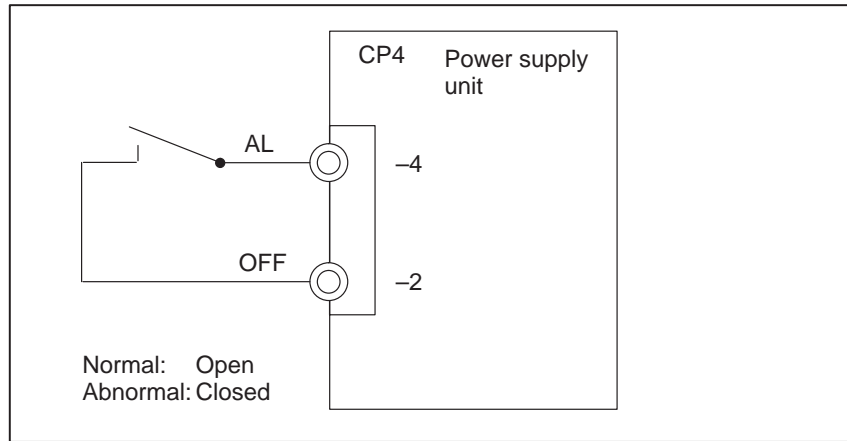 CP4
Power supply
unit
AL
–4
OFF
–2
Normal: Open
Abnormal: Closed